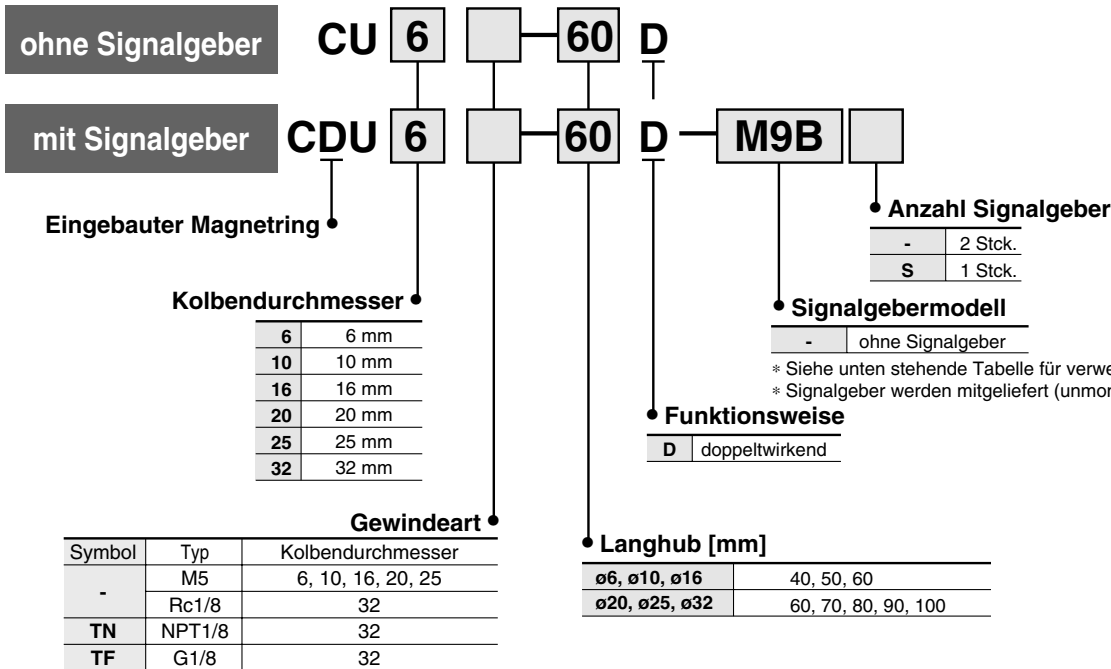 ohne Signalgeber CU 6 60 D
mit Signalgeber CDU 6 60 D M9B
Eingebauter Magnetring
Anzahl Signalgeber
- 2 Stck.
S 1 Stck.
Kolbendurchmesser
6 6 mm
10 10 mm
16 16 mm
20 20 mm
25 25 mm
32 32 mm
Signalgebermodell
- ohne Signalgeber
* Siehe unten stehende Tabelle für
* Signalgeber werden mitgeliefert
Funktionsweise
D doppeltwirkend
Gewindeart
Symbol Typ Kolbendurchmesser
- M5 6, 10, 16, 20, 25
Rc1/8 32
TN NPT1/8 32
TF G1/8 32
Langhub [mm]
ø6, ø10, ø16 40, 50, 60
ø20, ø25, ø32 60, 70, 80, 90, 100